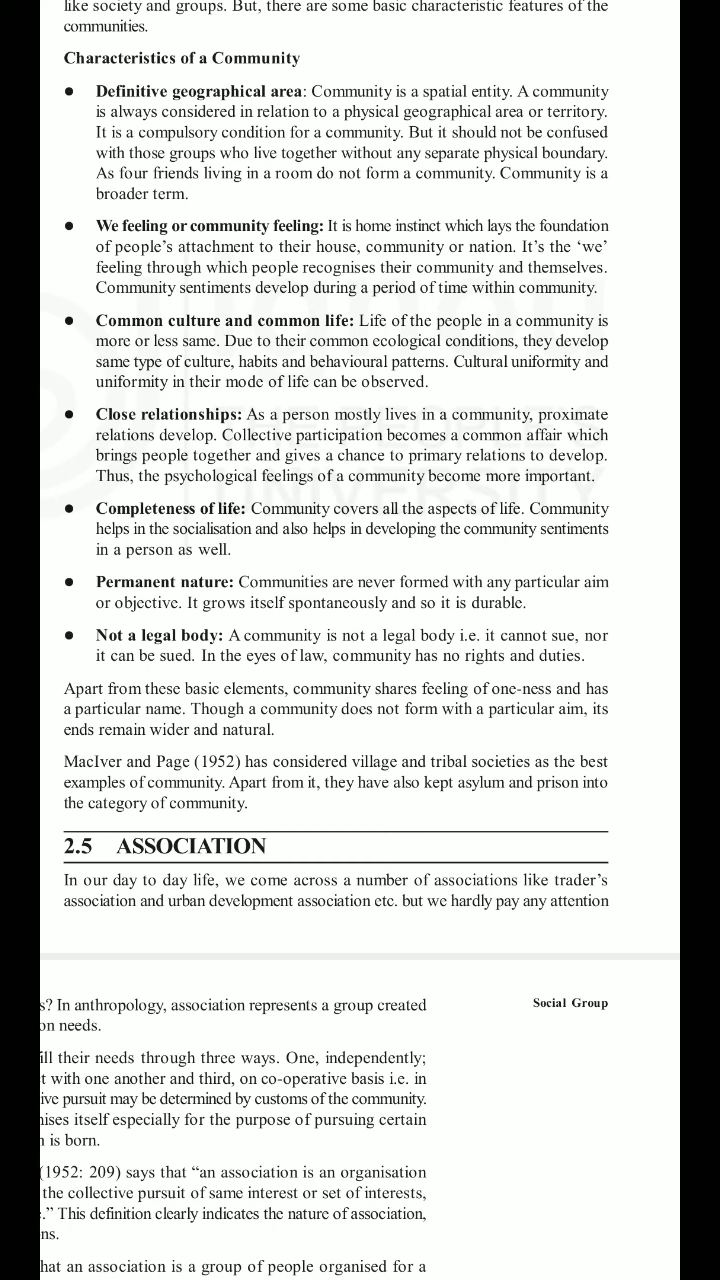 like society and groups. But, there are some basic characteristic features of the
communities.
Characteristics of a Community
● Definitive geographical area: Community is a spatial entity. A community
is always considered in relation to a physical geographical area or territory.
It is a compulsory condition for a community. But it should not be confused
with those groups who live together without any separate physical boundary.
As four friends living in a room do not form a community. Community is a
broader term.
● We feeling or community feeling: It is home instinct which lays the foundation
of people’s attachment to their house, community or nation. It’s the ‘we’
feeling through which people recognises their community and themselves.
Community sentiments develop during a period of time within community.
● Common culture and common life: Life of the people in a community is
more or less same. Due to their common ecological conditions, they develop
same type of culture, habits and behavioural patterns. Cultural uniformity and
uniformity in their mode of life can be observed.
● Close relationships: As a person mostly lives in a community, proximate
relations develop. Collective participation becomes a common affair which
brings people together and gives a chance to primary relations to develop.
Thus, the psychological feelings of a community become more important.
● Completeness of life: Community covers all the aspects of life. Community
helps in the socialisation and also helps in developing the community sentiments
in a person as well.
● Permanent nature: Communities are never formed with any particular aim
or objective. It grows itself spontaneously and so it is durable.
● Not a legal body: A community is not a legal body i.e. it cannot sue, nor
it can be sued. In the eyes of law, community has no rights and duties.
Apart from these basic elements, community shares feeling of one-ness and has
a particular name. Though a community does not form with a particular aim, its
ends remain wider and natural.
MacIver and Page (1952) has considered village and tribal societies as the best
examples of community. Apart from it, they have also kept asylum and prison into
the category of community.
2.5 ASSOCIATION
In our day to day life, we come across a number of associations like trader’s
association and urban development association etc. but we hardly pay any attention
s? In anthropology, association represents a group created
Social Group
on needs.
ill their needs through three ways. One, independently;
t with one another and third, on co-operative basis i.e. in
ive pursuit may be determined by customs of the community.
nises itself especially for the purpose of pursuing certain
n is born.
(1952: 209) says that “an association is an organisation
the collective pursuit of same interest or set of interests,
.” This definition clearly indicates the nature of association,
ns.
hat an association is a group of people organised for a